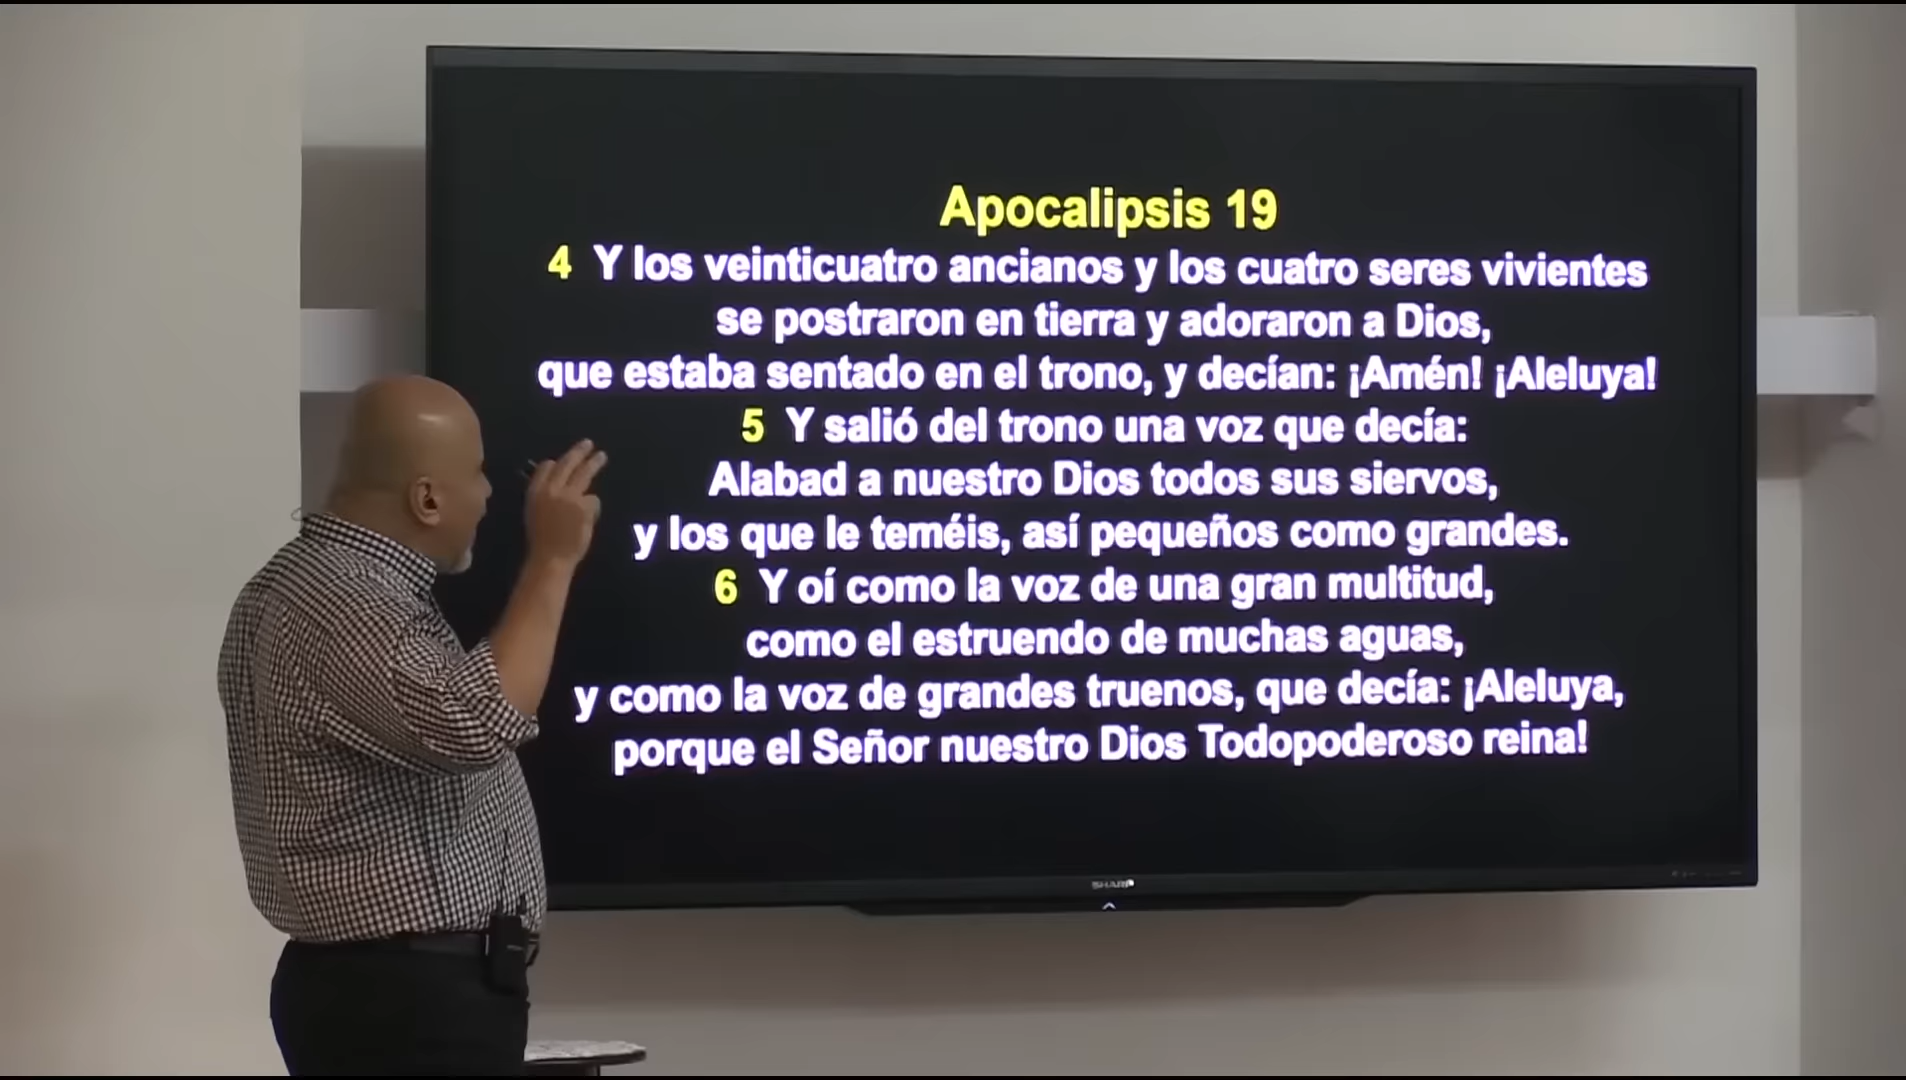 Apocalipsis 19
4 Y los veinticuatro ancianos y los cuatro seres vivientes
se postraron en tierra y adoraron a Dios,
que estaba sentado en el trono, y decían: ¡Amén! ¡Aleluya!
5 Y salió del trono una voz que decía:
Alabad a nuestro Dios todos sus siervos,
y los que le teméis, así pequeños como grandes.
6 Y oí como la voz de una gran multitud,
como el estruendo de muchas aguas,
y como la voz de grandes truenos, que decía: ¡Aleluya,
porque el Señor nuestro Dios Todopoderoso reina!
SHARP